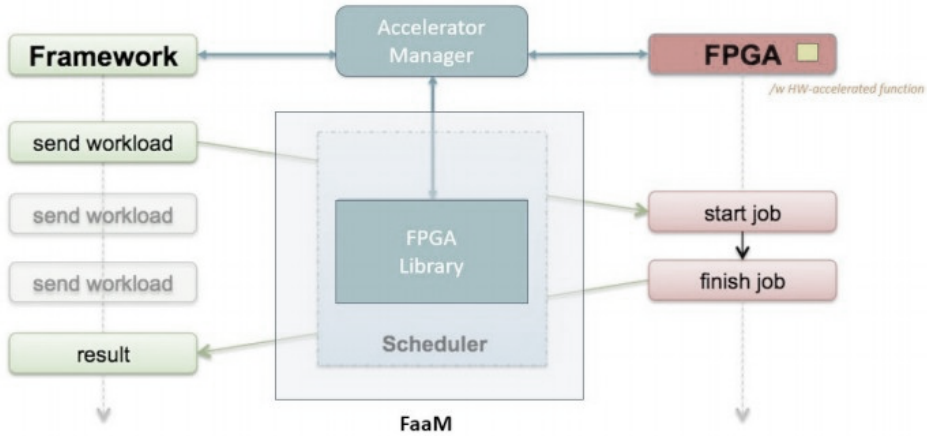 Accelerator
Manager
Framework
FPGA
/w HW-accelerated function
send workload
send workload
start job
FPGA
Library
send workload
finish job
Scheduler
result
FaaM